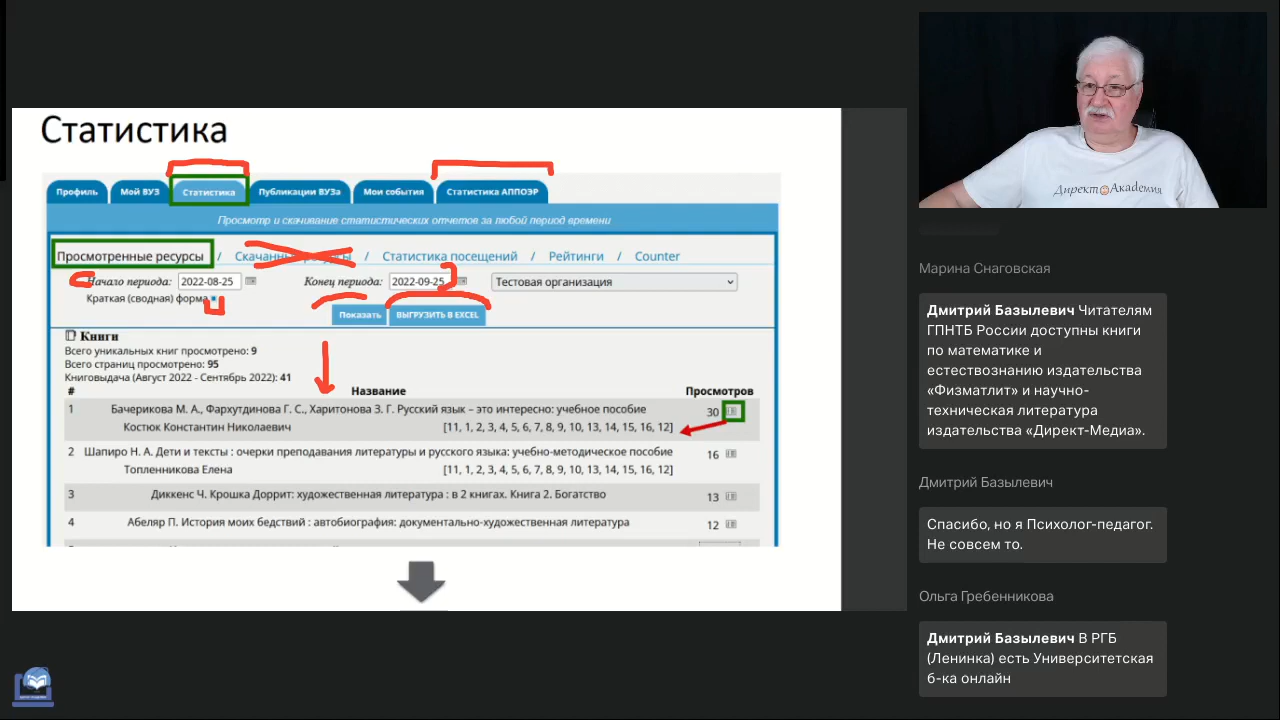 Статистика
Профиль
Мой ВУЗ
Статистика
Публикации ВУЗа
Мои события
Статистика АППОЭР
Просмотр и скачивание статистических отчетов за любой период времени
Просмотренные ресурсы / / Статистика посещений / Рейтинги / Counter
Начало периода: 2022-08-25 Конец периода: 2022-09-25 Тестовая организация
Краткая (сводная) форма
Показать ВЫГРУЗИТЬ В EXCEL
Книги
Всего уникальных книг просмотрено: 9
Всего страниц просмотрено: 95
Книговыдача (Август 2022 - Сентябрь 2022): 41
# Название Просмотров
1 Бачерикова М. А., Фархутдинова Г. С., Харитонова З. Г. Русский язык – это интересно: учебное пособие 30
Костюк Константин Николаевич [11, 1, 2, 3, 4, 5, 6, 7, 8, 9, 10, 13, 14, 15, 16, 12]
2 Шапиро Н. А. Дети и тексты : очерки преподавания литературы и русского языка: учебно-методическое пособие 16
Топленникова Елена [11, 1, 2, 3, 4, 5, 6, 7, 8, 9, 10, 13, 14, 15, 16, 12]
3 Диккенс Ч. Крошка Доррит: художественная литература : в 2 книгах. Книга 2. Богатство 13
4 Абеляр П. История моих бедствий : автобиография: документально-художественная литература 12
Директ Академия
Марина Снаговская
Дмитрий Базылевич Читателям
ГПНТБ России доступны книги
по математике и
естествознанию издательства
«Физматлит» и научно-
техническая литература
издательства «Директ-Медиа».
Дмитрий Базылевич
Спасибо, но я Психолог-педагог.
Не совсем то.
Ольга Гребенникова
Дмитрий Базылевич В РГБ
(Ленинка) есть Университетская
б-ка онлайн